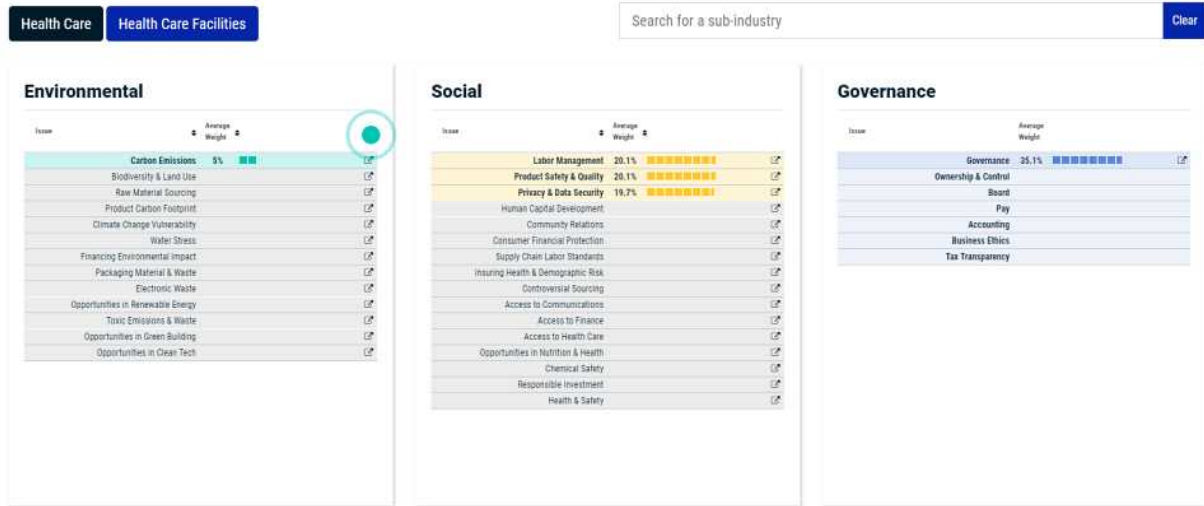 Health Care
Health Care Facilities
Search for a sub-industry
Clear
Environmental
Issue
Average Weight
Carbon Emissions 5%
Biodiversity & Land Use
Raw Material Sourcing
Product Carbon Footprint
Climate Change Vulnerability
Water Stress
Financing Environmental Impact
Packaging Material & Waste
Electronic Waste
Opportunities in Renewable Energy
Toxic Emissions & Waste
Opportunities in Green Building
Opportunities in Clean Tech
Social
Issue
Average Weight
Labor Management 20.1%
Product Safety & Quality 20.1%
Privacy & Data Security 19.7%
Human Capital Development
Community Relations
Consumer Financial Protection
Supply Chain Labor Standards
Insuring Health & Demographic Risk
Controversial Sourcing
Access to Communications
Access to Finance
Access to Health Care
Opportunities in Nutrition & Health
Chemical Safety
Responsible Investment
Health & Safety
Governance
Issue
Average Weight
Governance 35.1%
Ownership & Control
Board
Pay
Accounting
Business Ethics
Tax Transparency